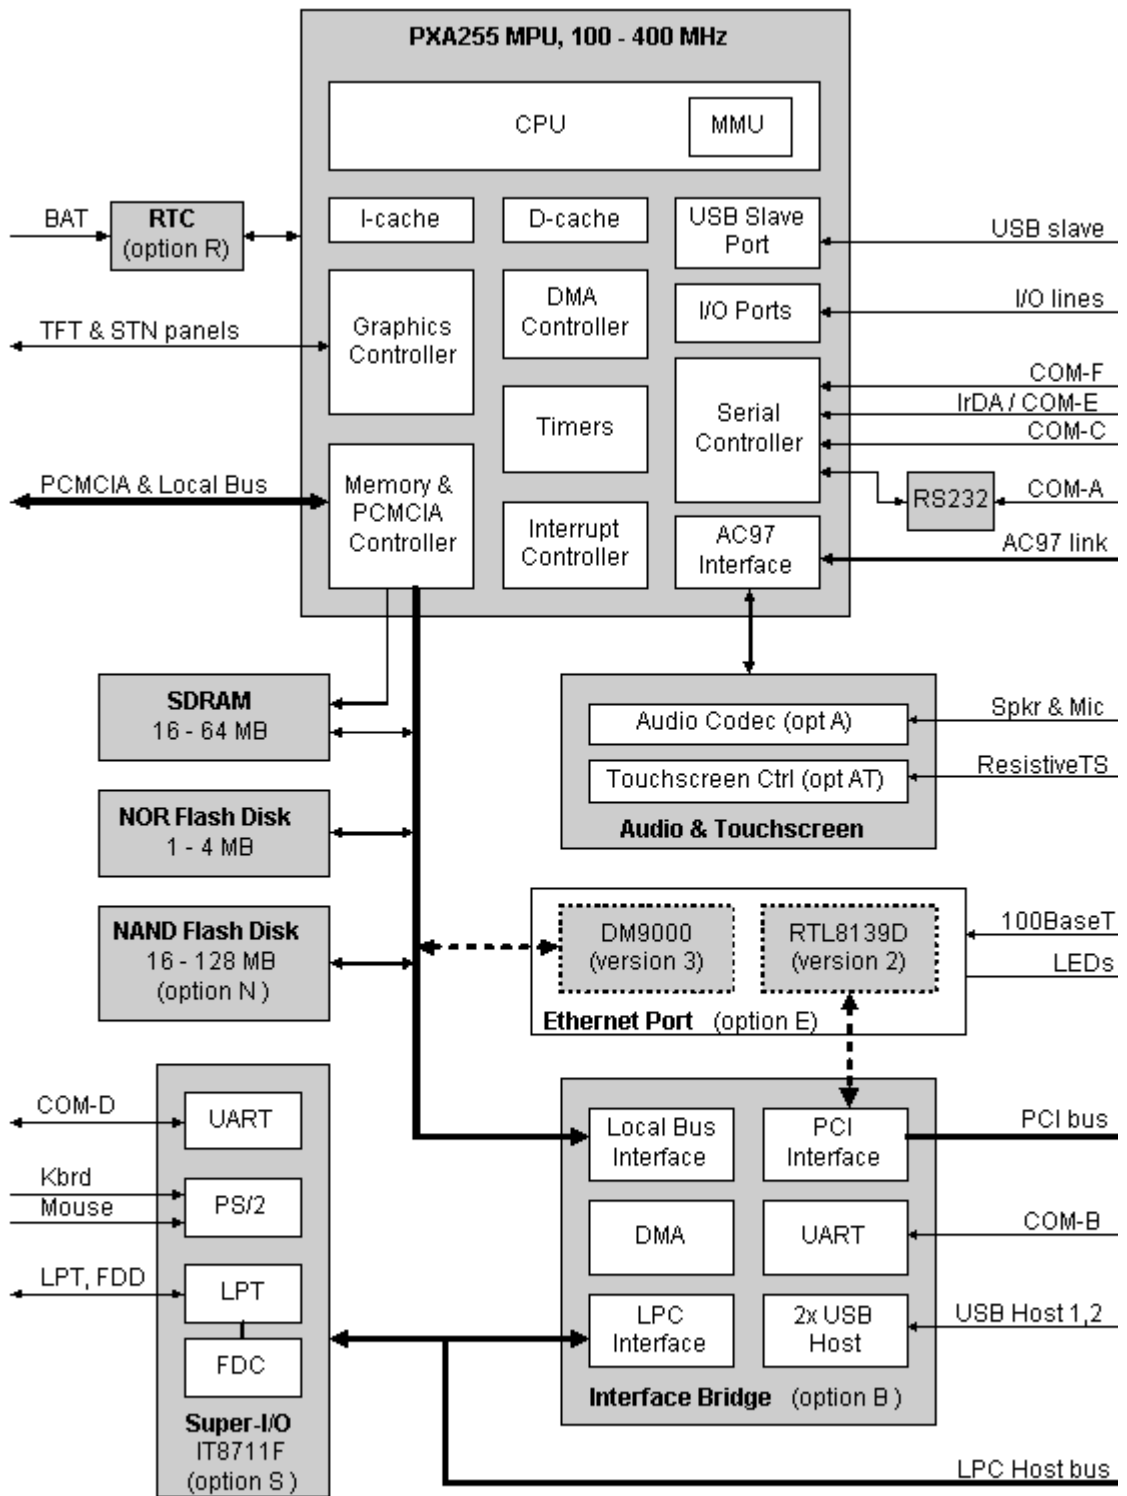 PXA255 MPU, 100 - 400 MHz
CPU
MMU
BAT
RTC
(option R)
I-cache
D-cache
USB Slave
Port
USB slave
TFT & STN panels
Graphics
Controller
DMA
Controller
I/O Ports
I/O lines
Timers
Serial
Controller
COM-F
IrDA / COM-E
COM-C
RS232
COM-A
PCMCIA & Local Bus
Memory &
PCMCIA
Controller
Interrupt
Controller
AC97
Interface
AC97 link
SDRAM
16 - 64 MB
Audio Codec (opt A)
Spkr & Mic
Touchscreen Ctrl (opt AT)
ResistiveTS
Audio & Touchscreen
NOR Flash Disk
1 - 4 MB
NAND Flash Disk
16 - 128 MB
(option N )
DM9000
(version 3)
RTL8139D
(version 2)
100BaseT
LEDs
Ethernet Port (option E)
COM-D
UART
Kbrd
Mouse
PS/2
LPT, FDD
LPT
FDC
Super-I/O
IT8711F
(option S )
Local Bus
Interface
PCI
Interface
PCI bus
DMA
UART
COM-B
LPC
Interface
2x USB
Host
USB Host 1,2
Interface Bridge (option B )
LPC Host bus